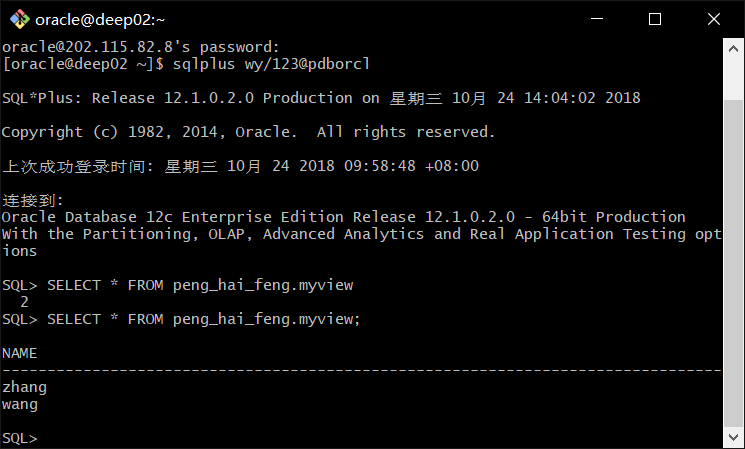 oracle@deep02:~
oracle@202.115.82.8's password:
[oracle@deep02 ~]$ sqlplus wy/123@pdborcl
SQL*Plus: Release 12.1.0.2.0 Production on 星期三 10月 24 14:04:02 2018
Copyright (c) 1982, 2014, Oracle.  All rights reserved.
上次成功登录时间: 星期三 10月 24 2018 09:58:48 +08:00
连接到:
Oracle Database 12c Enterprise Edition Release 12.1.0.2.0 - 64bit Production
With the Partitioning, OLAP, Advanced Analytics and Real Application Testing opt
ions
SQL> SELECT * FROM peng_hai_feng.myview
  2
SQL> SELECT * FROM peng_hai_feng.myview;
NAME
--------------------------------------------------------------------------------
zhang
wang
SQL>